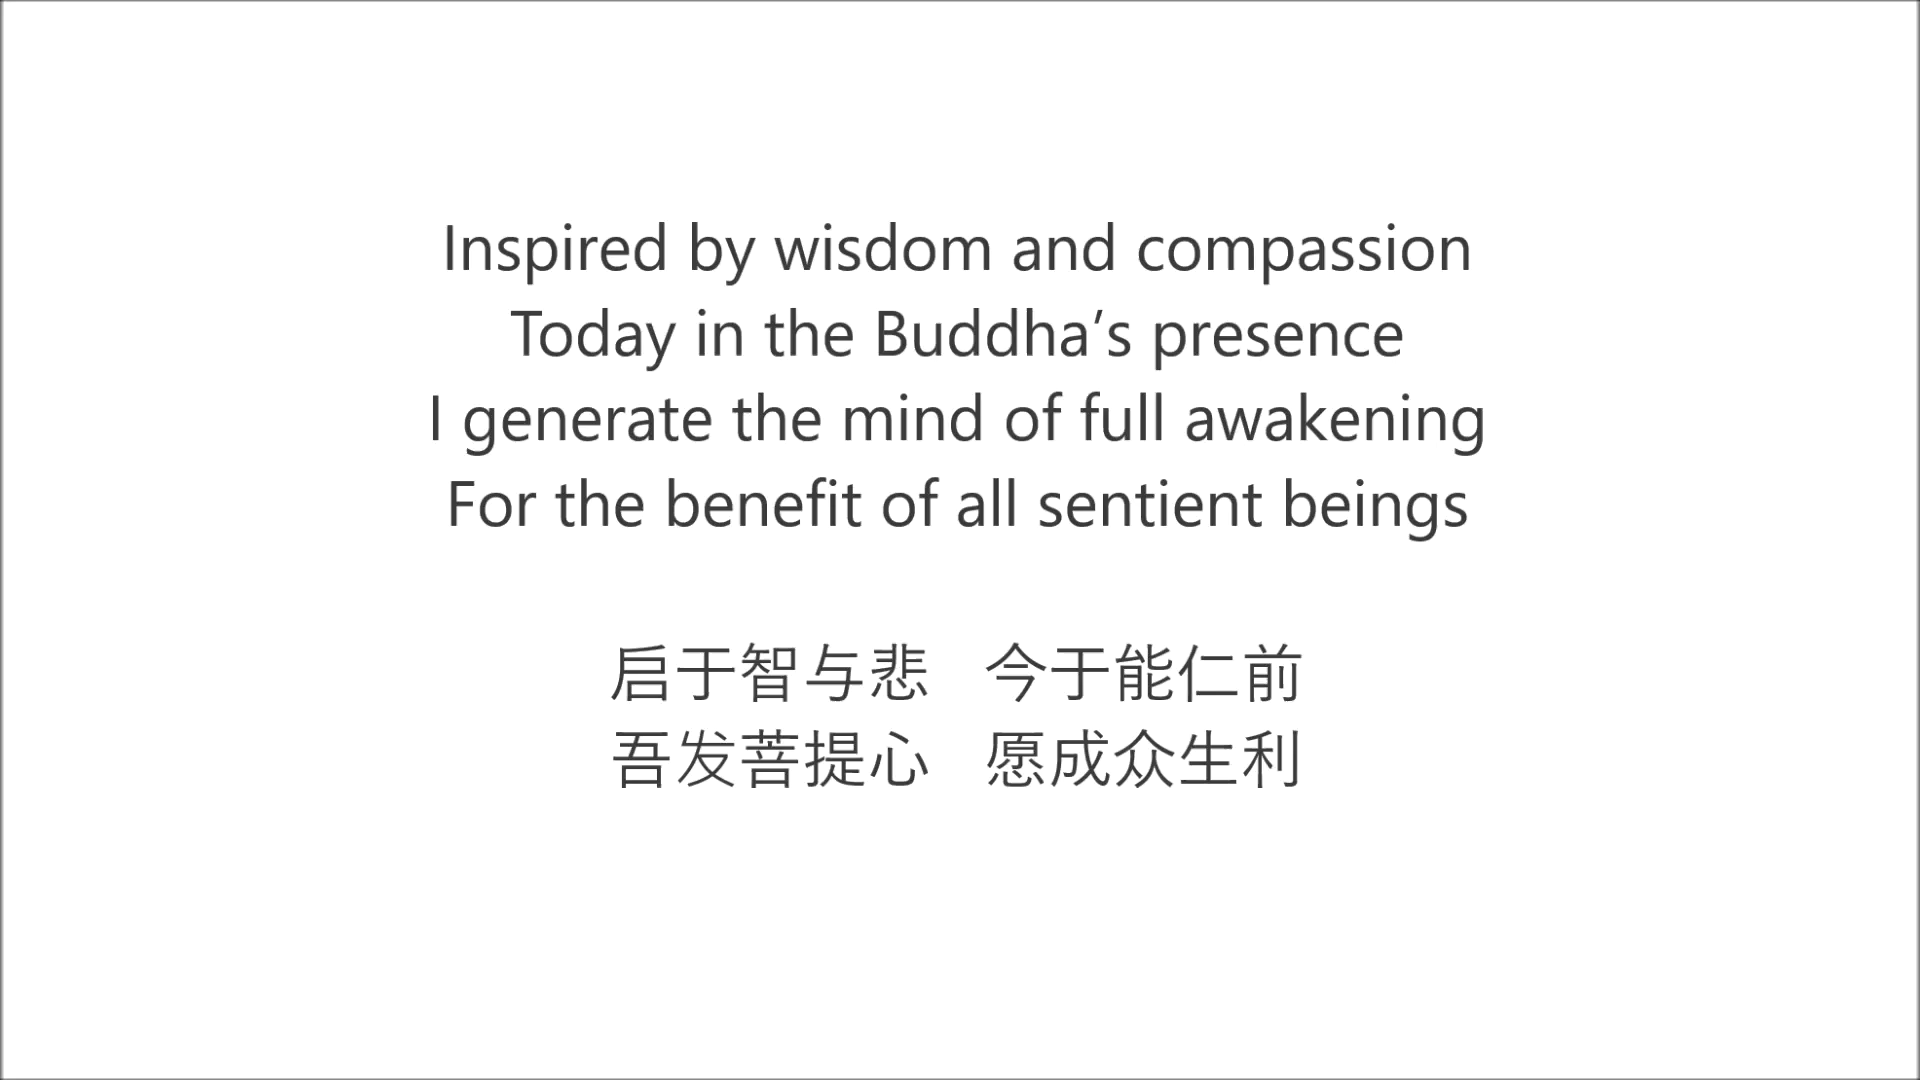 Inspired by wisdom and compassion
Today in the Buddha’s presence
I generate the mind of full awakening
For the benefit of all sentient beings
启于智与悲 今于能仁前
吾发菩提心 愿成众生利